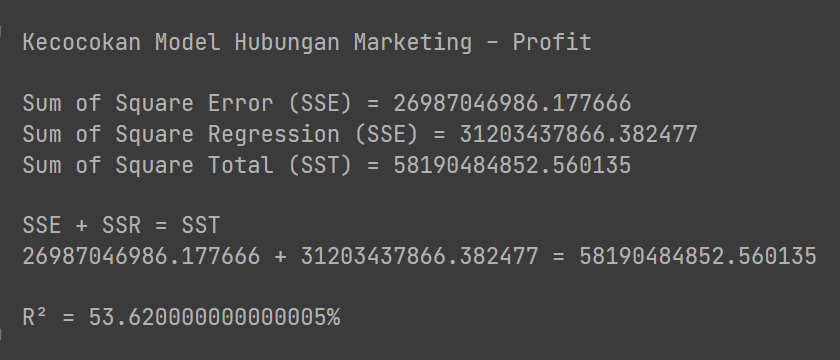 Kecocokan Model Hubungan Marketing - Profit
Sum of Square Error (SSE) = 26987046986.177666
Sum of Square Regression (SSE) = 31203437866.382477
Sum of Square Total (SST) = 58190484852.560135
SSE + SSR = SST
26987046986.177666 + 31203437866.382477 = 58190484852.560135
R² = 53.620000000000005%